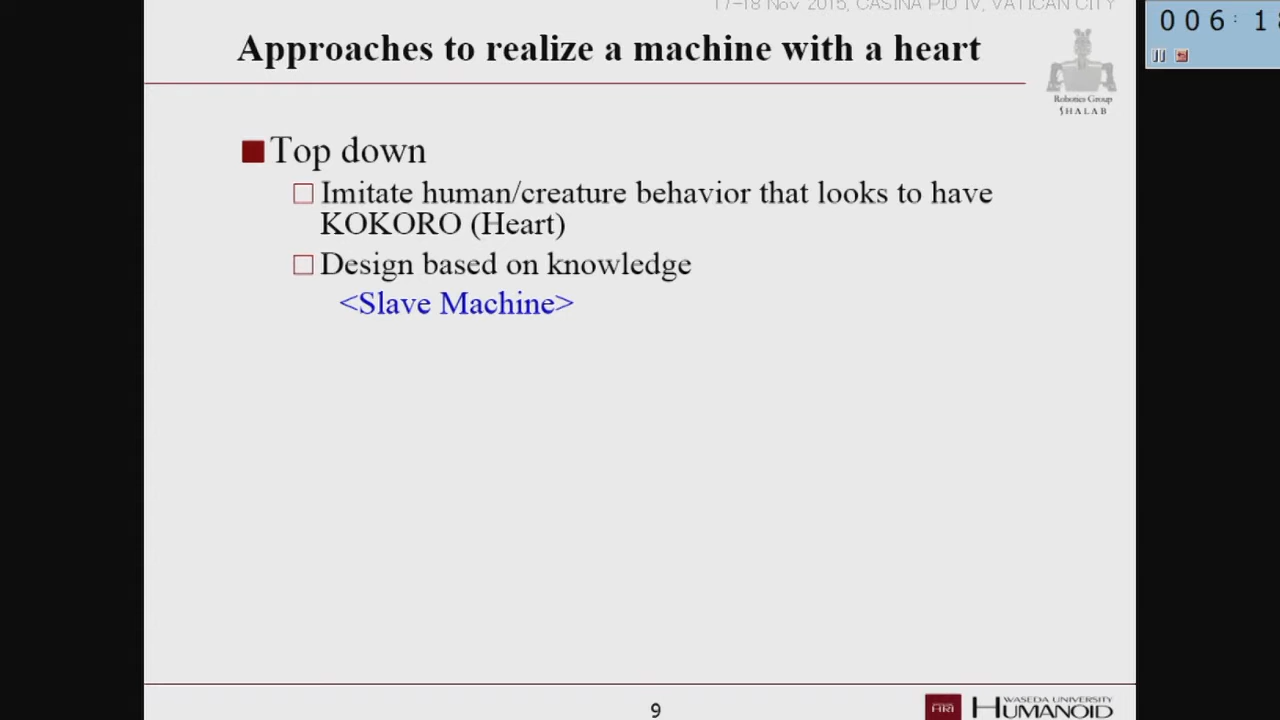 17-18 Nov 2015, CASINA PIO IV, VATICAN CITY
006:18
Approaches to realize a machine with a heart
Robotics Group
SHALAB
Top down
Imitate human/creature behavior that looks to have
KOKORO (Heart)
Design based on knowledge
<Slave Machine>
9
HRI
WASEDA UNIVERSITY
HUMANOID